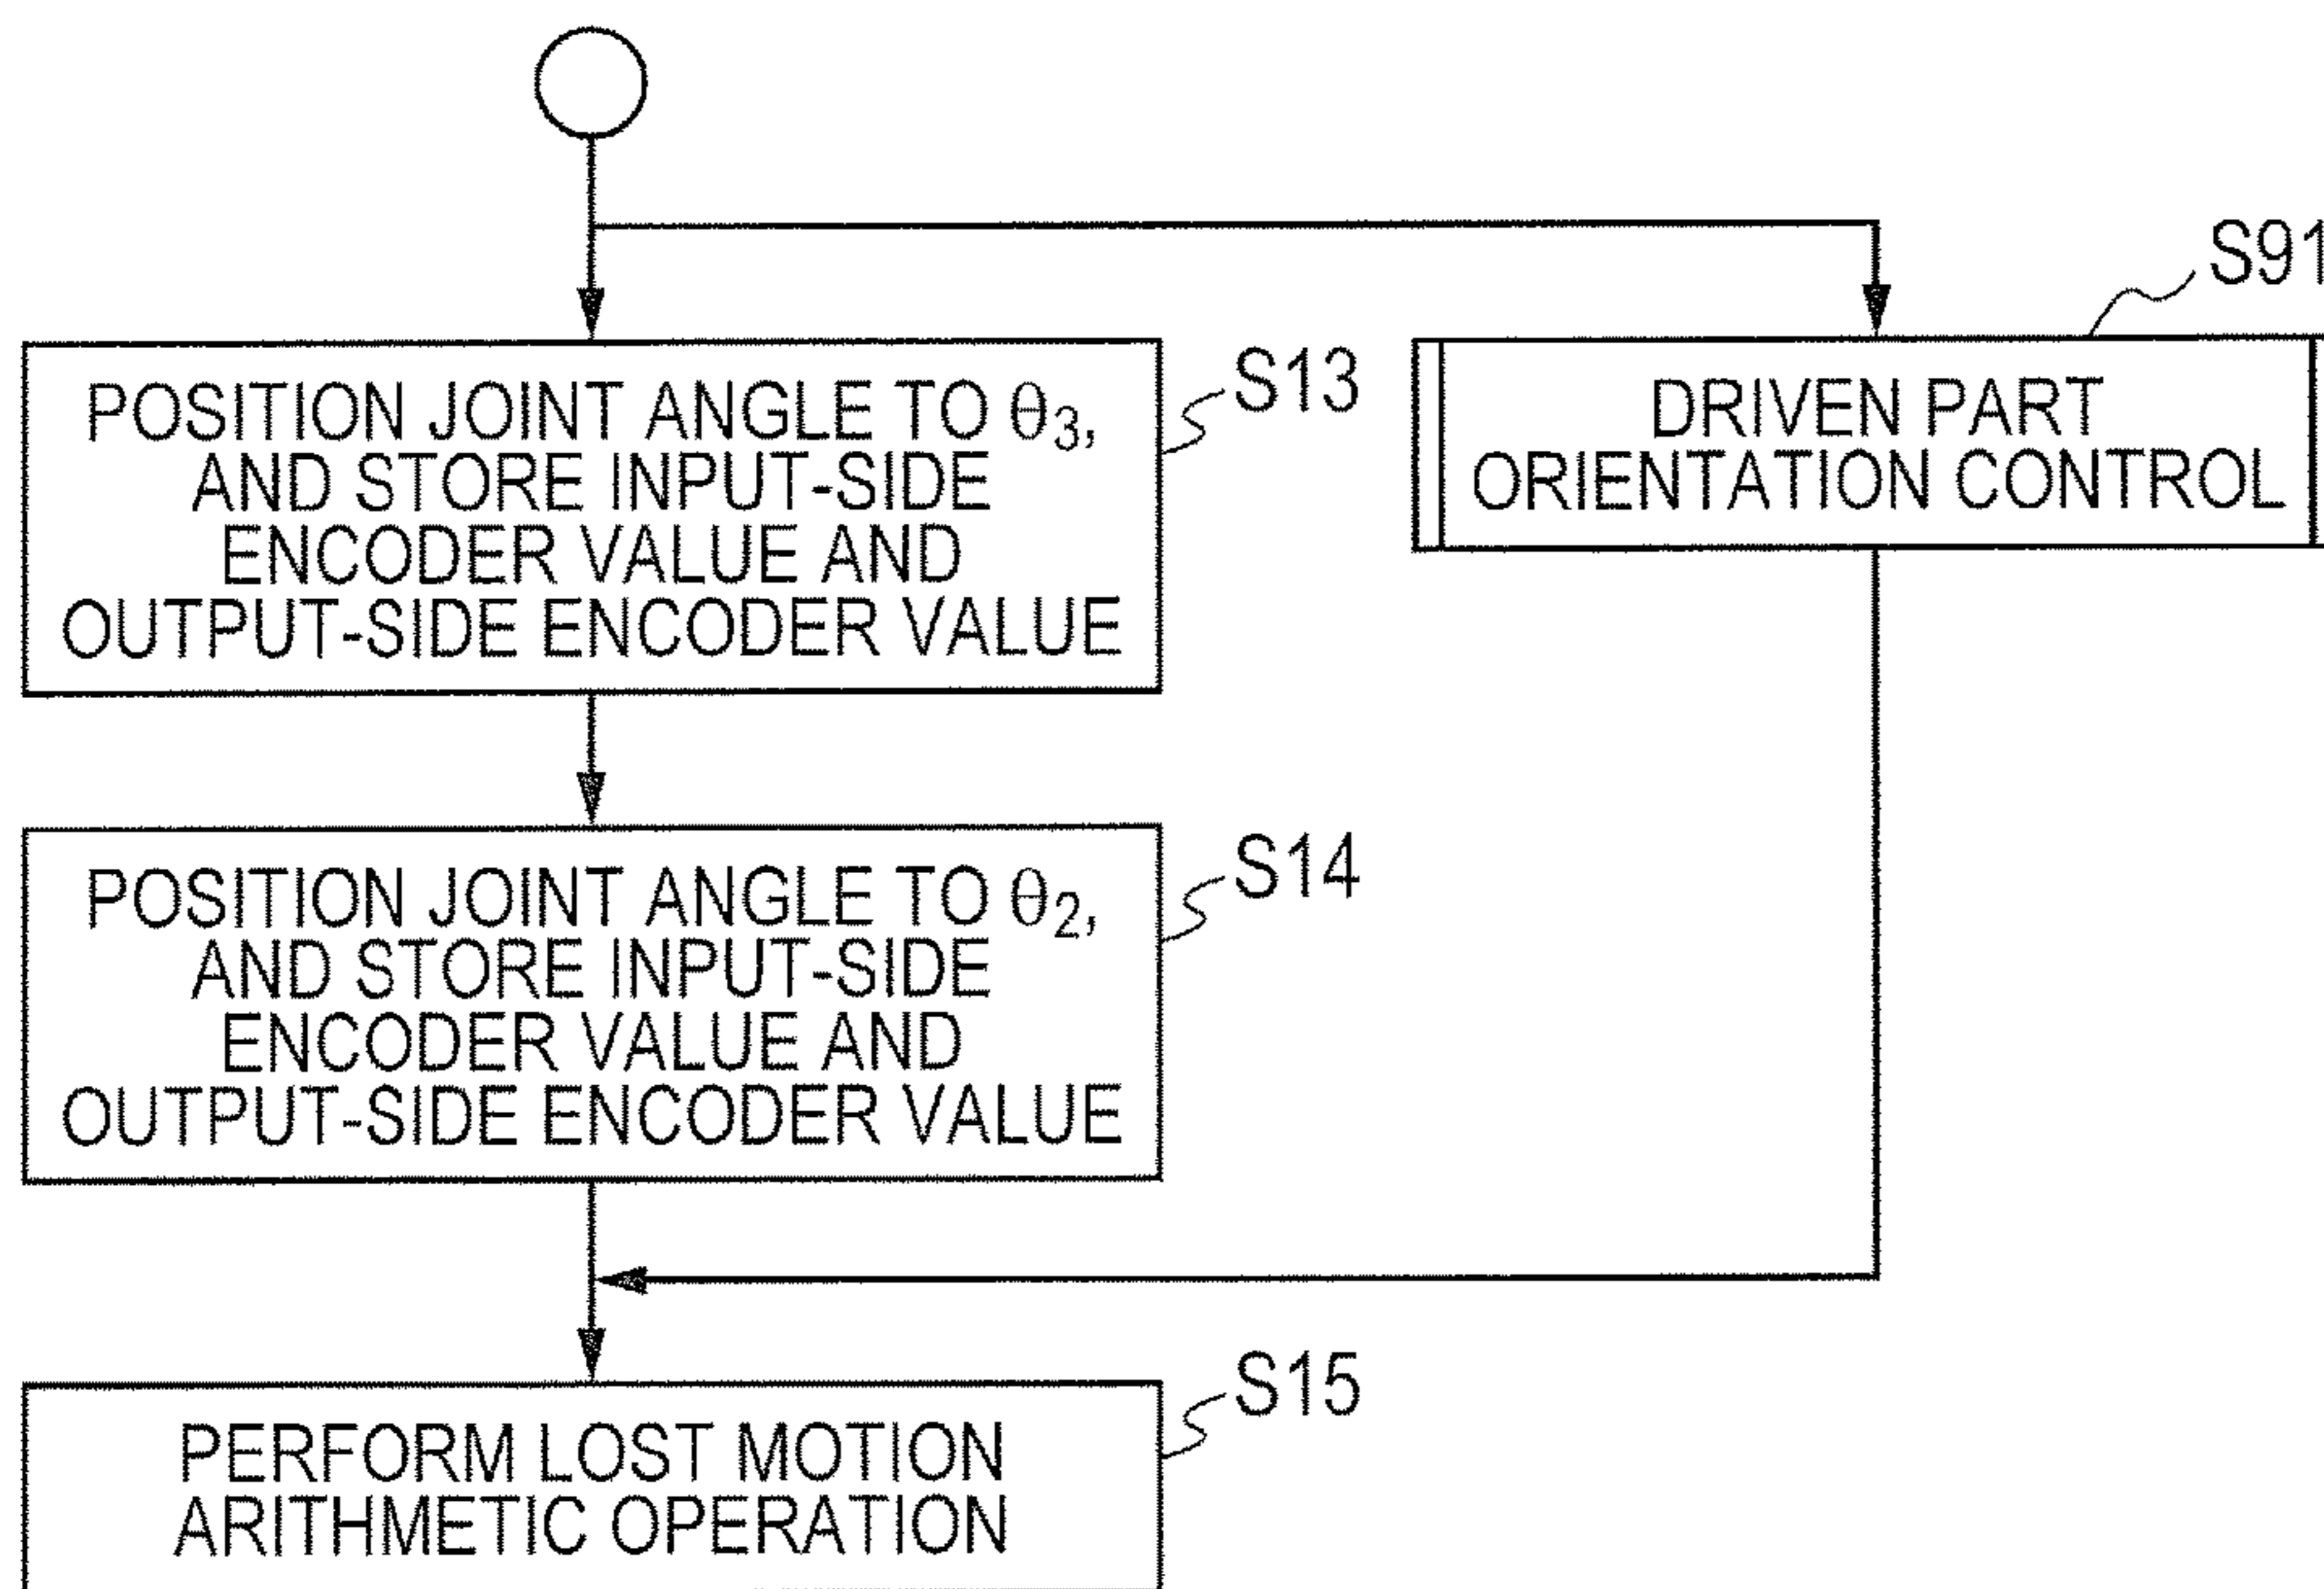 S91
POSITION JOINT ANGLE TO θ₃,
AND STORE INPUT-SIDE
ENCODER VALUE AND
OUTPUT-SIDE ENCODER VALUE
S13
DRIVEN PART
ORIENTATION CONTROL
POSITION JOINT ANGLE TO θ₂,
AND STORE INPUT-SIDE
ENCODER VALUE AND
OUTPUT-SIDE ENCODER VALUE
S14
PERFORM LOST MOTION
ARITHMETIC OPERATION
S15